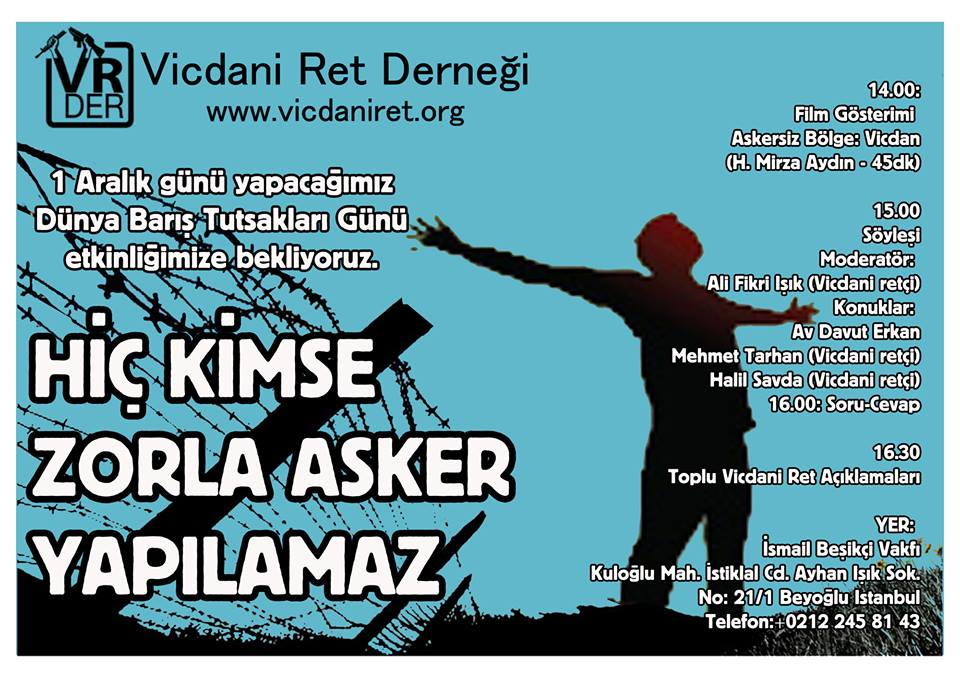 VR
DER
Vicdani Ret Derneği
www.vicdaniret.org
1 Aralık günü yapacağımız
Dünya Barış Tutsakları Günü
etkinliğimize bekliyoruz.
HİÇ KİMSE
ZORLA ASKER
YAPILAMAZ
14.00:
Film Gösterimi
Askersiz Bölge: Vicdan
(H. Mirza Aydın - 45dk)
15.00
Söyleşi
Moderatör:
Ali Fikri Işık (Vicdani retçi)
Konuklar:
Av Davut Erkan
Mehmet Tarhan (Vicdani retçi)
Halil Savda (Vicdani retçi)
16.00: Soru-Cevap
16.30
Toplu Vicdani Ret Açıklamaları
YER:
İsmail Beşikçi Vakfı
Kuloğlu Mah. İstiklal Cd. Ayhan Işık Sok.
No: 21/1 Beyoğlu Istanbul
Telefon:+0212 245 81 43